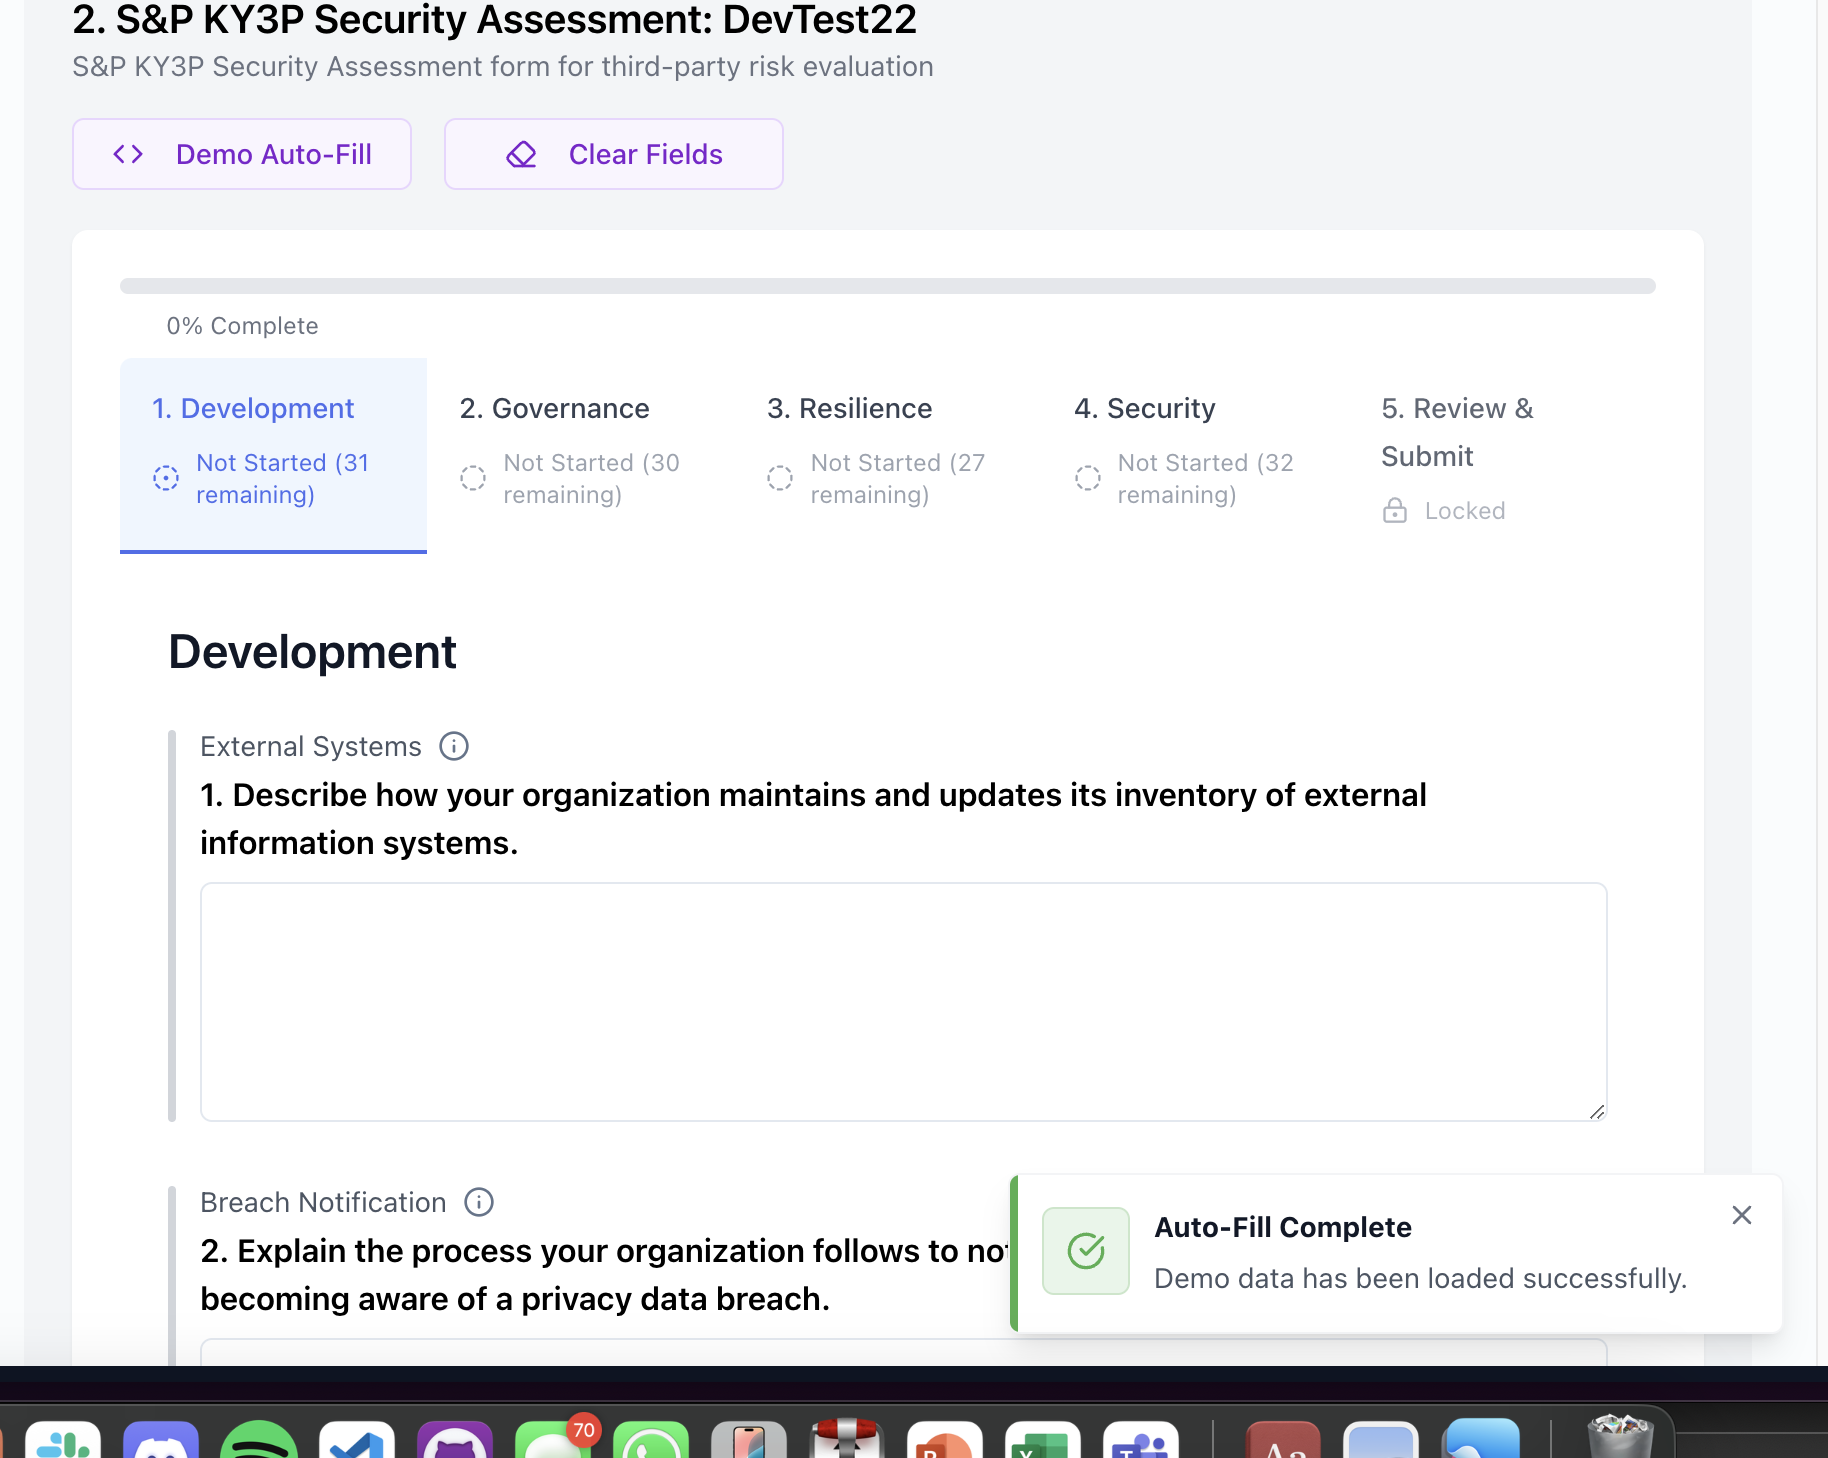 2. S&P KY3P Security Assessment: DevTest22
S&P KY3P Security Assessment form for third-party risk evaluation
Demo Auto-Fill
Clear Fields
0% Complete
1. Development
Not Started (31
remaining)
2. Governance
Not Started (30
remaining)
3. Resilience
Not Started (27
remaining)
4. Security
Not Started (32
remaining)
5. Review &
Submit
Locked
Development
External Systems
1. Describe how your organization maintains and updates its inventory of external
information systems.
Breach Notification
2. Explain the process your organization follows to
becoming aware of a privacy data breach.
Auto-Fill Complete
Demo data has been loaded successfully.
70
Aa